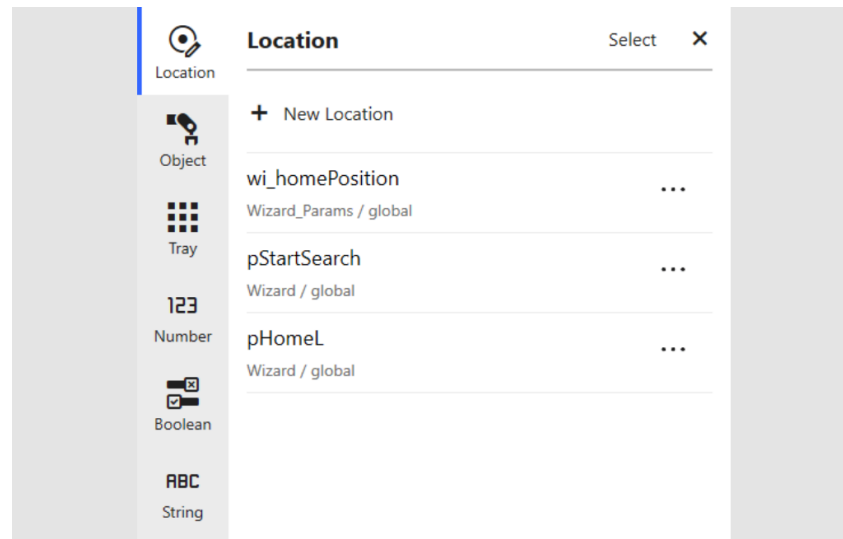 Location
Location
Select
New Location
Object
wi_homePosition
Wizard_Params / global
Tray
pStartSearch
Wizard / global
123
Number
pHomeL
Wizard / global
Boolean
ABC
String